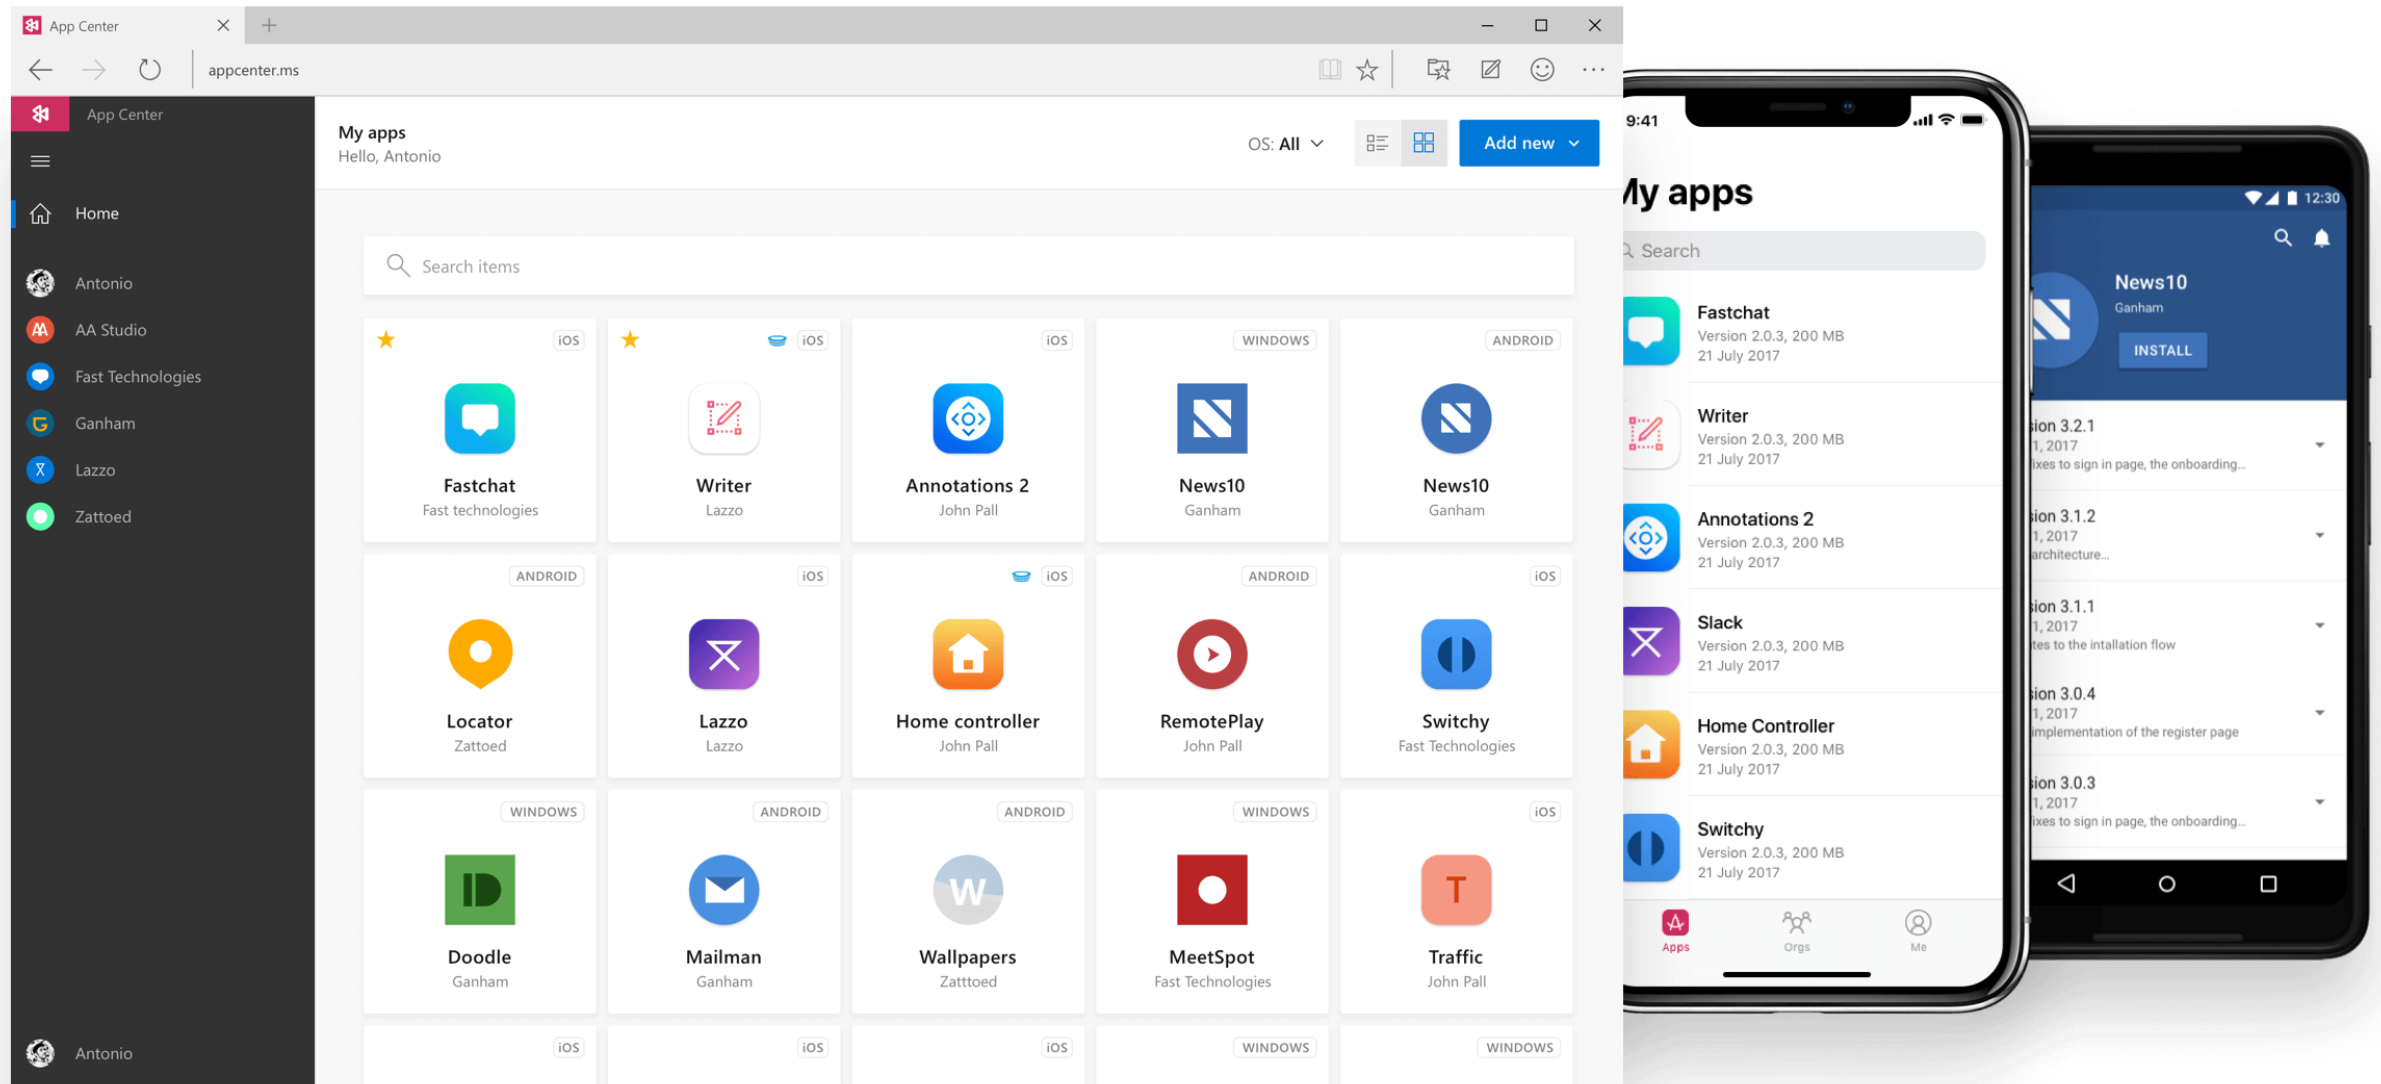 App Center
appcenter.ms
App Center
Home
Antonio
AA Studio
Fast Technologies
Ganham
Lazzo
Zattoed
Antonio
My apps
Hello, Antonio
OS: All
Add new
Search items
iOS
Fastchat
Fast technologies
iOS
Writer
Lazzo
iOS
Annotations 2
John Pall
WINDOWS
News10
Ganham
ANDROID
News10
Ganham
ANDROID
Locator
Zattoed
iOS
Lazzo
Lazzo
iOS
Home controller
John Pall
ANDROID
RemotePlay
John Pall
iOS
Switchy
Fast Technologies
WINDOWS
Doodle
Ganham
ANDROID
Mailman
Ganham
ANDROID
W
Wallpapers
Zatttoed
WINDOWS
MeetSpot
Fast Technologies
iOS
T
Traffic
John Pall
iOS
iOS
iOS
WINDOWS
WINDOWS
9:41
My apps
Search
Fastchat
Version 2.0.3, 200 MB
21 July 2017
Writer
Version 2.0.3, 200 MB
21 July 2017
Annotations 2
Version 2.0.3, 200 MB
21 July 2017
Slack
Version 2.0.3, 200 MB
21 July 2017
Home Controller
Version 2.0.3, 200 MB
21 July 2017
Switchy
Version 2.0.3, 200 MB
21 July 2017
Apps
Orgs
Me
12:30
News10
Ganham
INSTALL
sion 3.2.1
1, 2017
ixes to sign in page, the onboarding...
sion 3.1.2
1, 2017
architecture...
sion 3.1.1
1, 2017
tes to the intallation flow
sion 3.0.4
1, 2017
implementation of the register page
sion 3.0.3
1, 2017
ixes to sign in page, the onboarding...